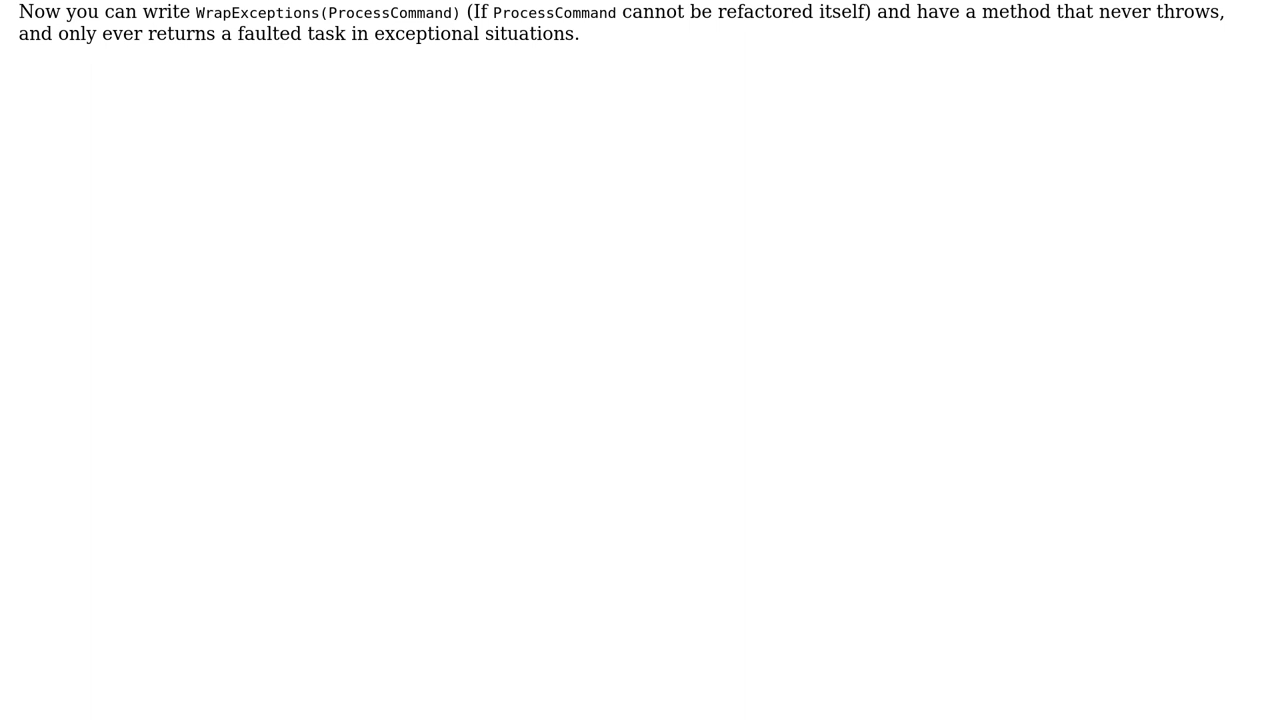 Now you can write WrapExceptions(ProcessCommand) (If ProcessCommand cannot be refactored itself) and have a method that never throws,
and only ever returns a faulted task in exceptional situations.